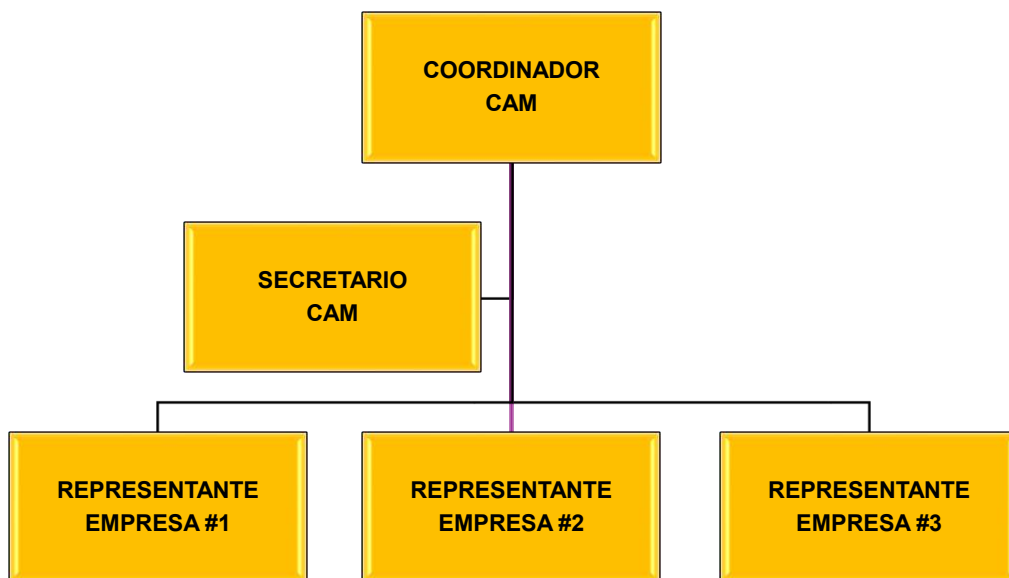 COORDINADOR
CAM
SECRETARIO
CAM
REPRESENTANTE
EMPRESA #1
REPRESENTANTE
EMPRESA #2
REPRESENTANTE
EMPRESA #3